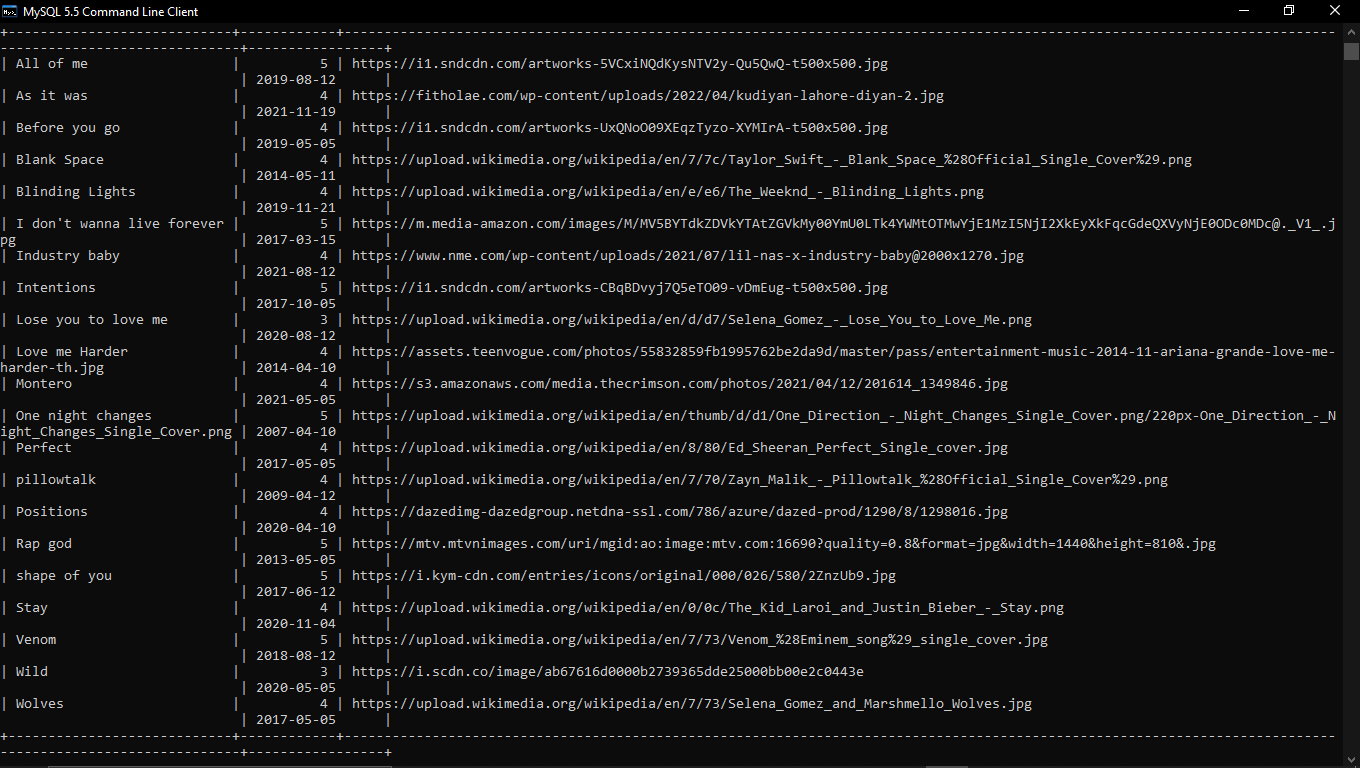 MySQL 5.5 Command Line Client
+----------------------------+------------+----------------------------------------------------------------------------------------------------------------------------
------------------------------+-----------------+
| All of me                  |          5 | https://i1.sndcdn.com/artworks-5VCxiNQdKysNTV2y-Qu5QwQ-t500x500.jpg
                              | 2019-08-12      |
| As it was                  |          4 | https://fitholae.com/wp-content/uploads/2022/04/kudiyan-lahore-diyan-2.jpg
                              | 2021-11-19      |
| Before you go              |          4 | https://i1.sndcdn.com/artworks-UxQNoO09XEqzTyzo-XYMIrA-t500x500.jpg
                              | 2019-05-05      |
| Blank Space                |          4 | https://upload.wikimedia.org/wikipedia/en/7/7c/Taylor_Swift_-_Blank_Space_%28Official_Single_Cover%29.png
                              | 2014-05-11      |
| Blinding Lights            |          4 | https://upload.wikimedia.org/wikipedia/en/e/e6/The_Weeknd_-_Blinding_Lights.png
                              | 2019-11-21      |
| I don't wanna live forever |          5 | https://m.media-amazon.com/images/M/MV5BYTdkZDVkYTAtZGVkMy00YmU0LTk4YWMtOTMwYjE1MzI5NjI2XkEyXkFqcGdeQXVyNjE0ODc0MDc@._V1_.j
pg                            | 2017-03-15      |
| Industry baby              |          4 | https://www.nme.com/wp-content/uploads/2021/07/lil-nas-x-industry-baby@2000x1270.jpg
                              | 2021-08-12      |
| Intentions                 |          5 | https://i1.sndcdn.com/artworks-CBqBDvyj7Q5eTO09-vDmEug-t500x500.jpg
                              | 2017-10-05      |
| Lose you to love me        |          3 | https://upload.wikimedia.org/wikipedia/en/d/d7/Selena_Gomez_-_Lose_You_to_Love_Me.png
                              | 2020-08-12      |
| Love me Harder             |          4 | https://assets.teenvogue.com/photos/55832859fb1995762be2da9d/master/pass/entertainment-music-2014-11-ariana-grande-love-me-
harder-th.jpg                 | 2014-04-10      |
| Montero                    |          4 | https://s3.amazonaws.com/media.thecrimson.com/photos/2021/04/12/201614_1349846.jpg
                              | 2021-05-05      |
| One night changes          |          5 | https://upload.wikimedia.org/wikipedia/en/thumb/d/d1/One_Direction_-_Night_Changes_Single_Cover.png/220px-One_Direction_-_N
ight_Changes_Single_Cover.png | 2007-04-10      |
| Perfect                    |          4 | https://upload.wikimedia.org/wikipedia/en/8/80/Ed_Sheeran_Perfect_Single_cover.jpg
                              | 2017-05-05      |
| pillowtalk                 |          4 | https://upload.wikimedia.org/wikipedia/en/7/70/Zayn_Malik_-_Pillowtalk_%28Official_Single_Cover%29.png
                              | 2009-04-12      |
| Positions                  |          4 | https://dazedimg-dazedgroup.netdna-ssl.com/786/azure/dazed-prod/1290/8/1298016.jpg
                              | 2020-04-10      |
| Rap god                    |          5 | https://mtv.mtvnimages.com/uri/mgid:ao:image:mtv.com:16690?quality=0.8&format=jpg&width=1440&height=810&.jpg
                              | 2013-05-05      |
| shape of you               |          5 | https://i.kym-cdn.com/entries/icons/original/000/026/580/2ZnzUb9.jpg
                              | 2017-06-12      |
| Stay                       |          4 | https://upload.wikimedia.org/wikipedia/en/0/0c/The_Kid_Laroi_and_Justin_Bieber_-_Stay.png
                              | 2020-11-04      |
| Venom                      |          5 | https://upload.wikimedia.org/wikipedia/en/7/73/Venom_%28Eminem_song%29_single_cover.jpg
                              | 2018-08-12      |
| Wild                       |          3 | https://i.scdn.co/image/ab67616d0000b2739365dde25000bb00e2c0443e
                              | 2020-05-05      |
| Wolves                     |          4 | https://upload.wikimedia.org/wikipedia/en/7/73/Selena_Gomez_and_Marshmello_Wolves.jpg
                              | 2017-05-05      |
+----------------------------+------------+----------------------------------------------------------------------------------------------------------------------------
------------------------------+-----------------+